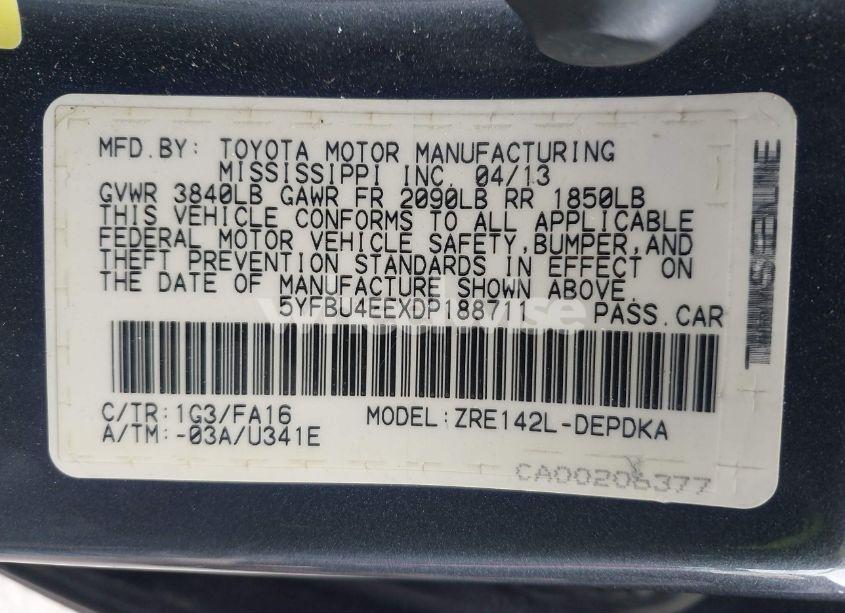 MFD.BY: TOYOTA MOTOR MANUFACTURING
MISSISSIPPI INC. 04/13
GVWR 3840LB GAWR FR 2090LB RR 1850LB
THIS VEHICLE CONFORMS TO ALL APPLICABLE
FEDERAL MOTOR VEHICLE SAFETY,BUMPER,AND
THEFT PREVENTION STANDARDS IN EFFECT ON
THE DATE OF MANUFACTURE SHOWN ABOVE.
5YFBU4EEXDP188711 PASS.CAR
C/TR:1G3/FA16 MODEL:ZRE142L-DEPDKA
A/TM:-03A/U341E
CA00206377